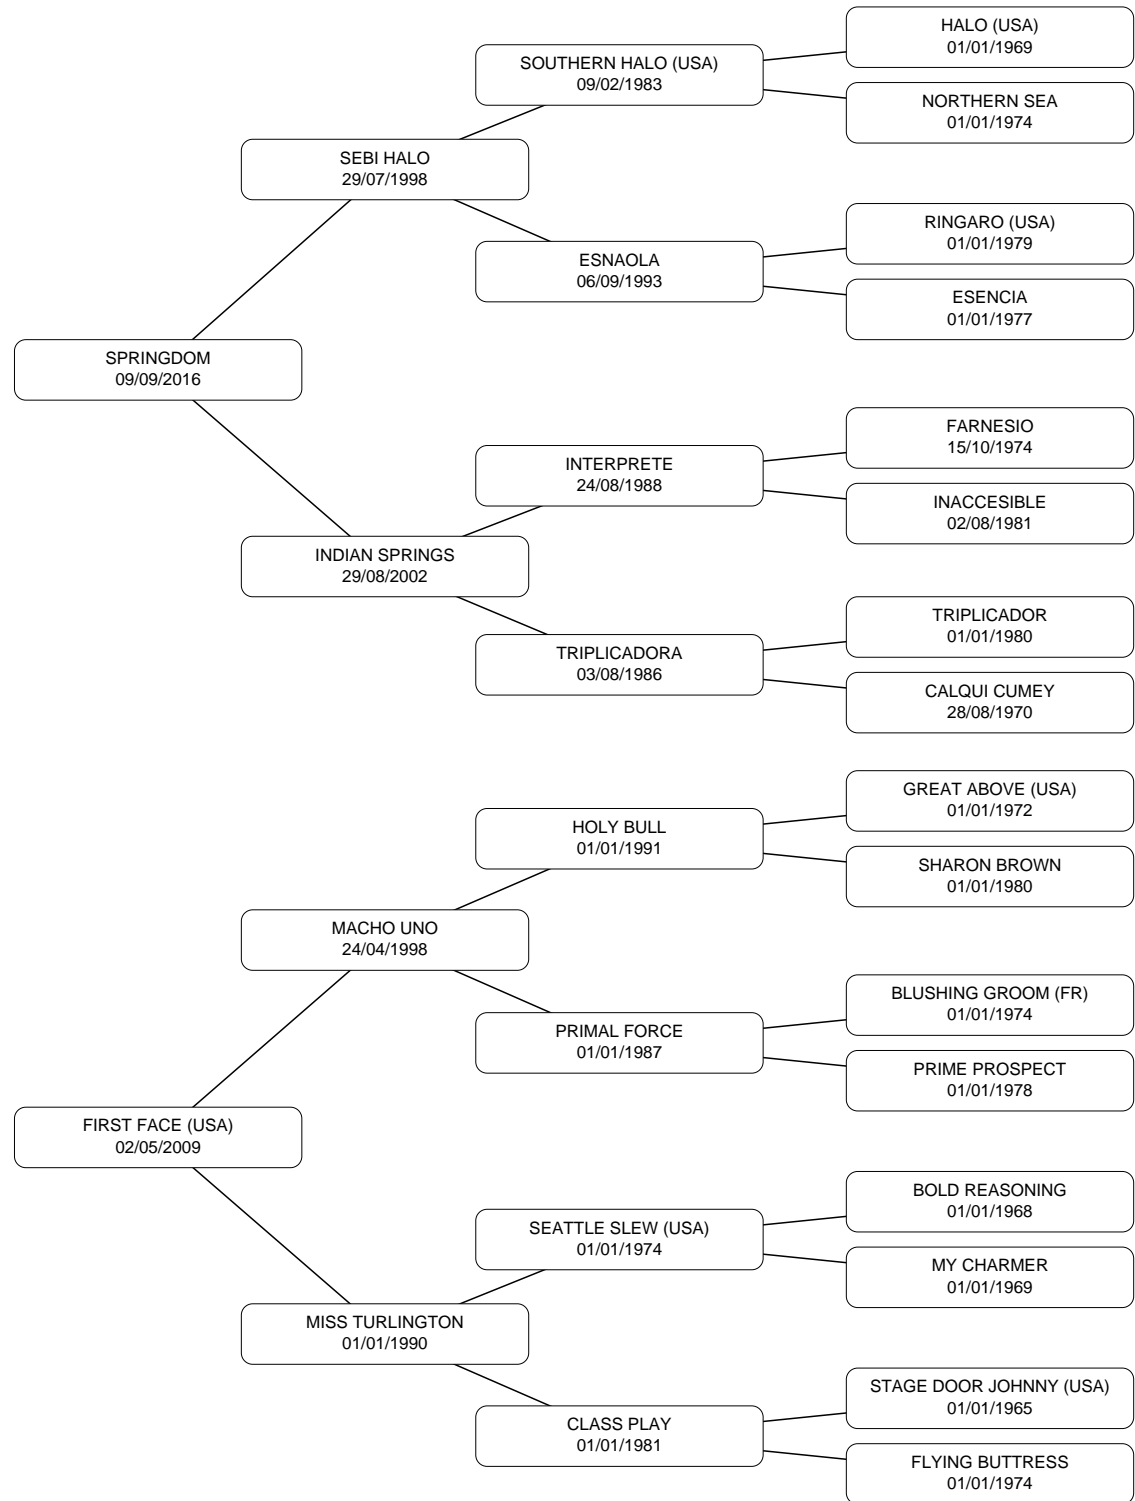 HALO (USA)
01/01/1969
SOUTHERN HALO (USA)
09/02/1983
NORTHERN SEA
01/01/1974
SEBI HALO
29/07/1998
RINGARO (USA)
01/01/1979
ESNAOLA
06/09/1993
ESENCIA
01/01/1977
SPRINGDOM
09/09/2016
FARNESIO
15/10/1974
INTERPRETE
24/08/1988
INACCESIBLE
02/08/1981
INDIAN SPRINGS
29/08/2002
TRIPLICADOR
01/01/1980
TRIPLICADORA
03/08/1986
CALQUI CUMEY
28/08/1970
GREAT ABOVE (USA)
01/01/1972
HOLY BULL
01/01/1991
SHARON BROWN
01/01/1980
MACHO UNO
24/04/1998
BLUSHING GROOM (FR)
01/01/1974
PRIMAL FORCE
01/01/1987
PRIME PROSPECT
01/01/1978
FIRST FACE (USA)
02/05/2009
BOLD REASONING
01/01/1968
SEATTLE SLEW (USA)
01/01/1974
MY CHARMER
01/01/1969
MISS TURLINGTON
01/01/1990
STAGE DOOR JOHNNY (USA)
01/01/1965
CLASS PLAY
01/01/1981
FLYING BUTTRESS
01/01/1974